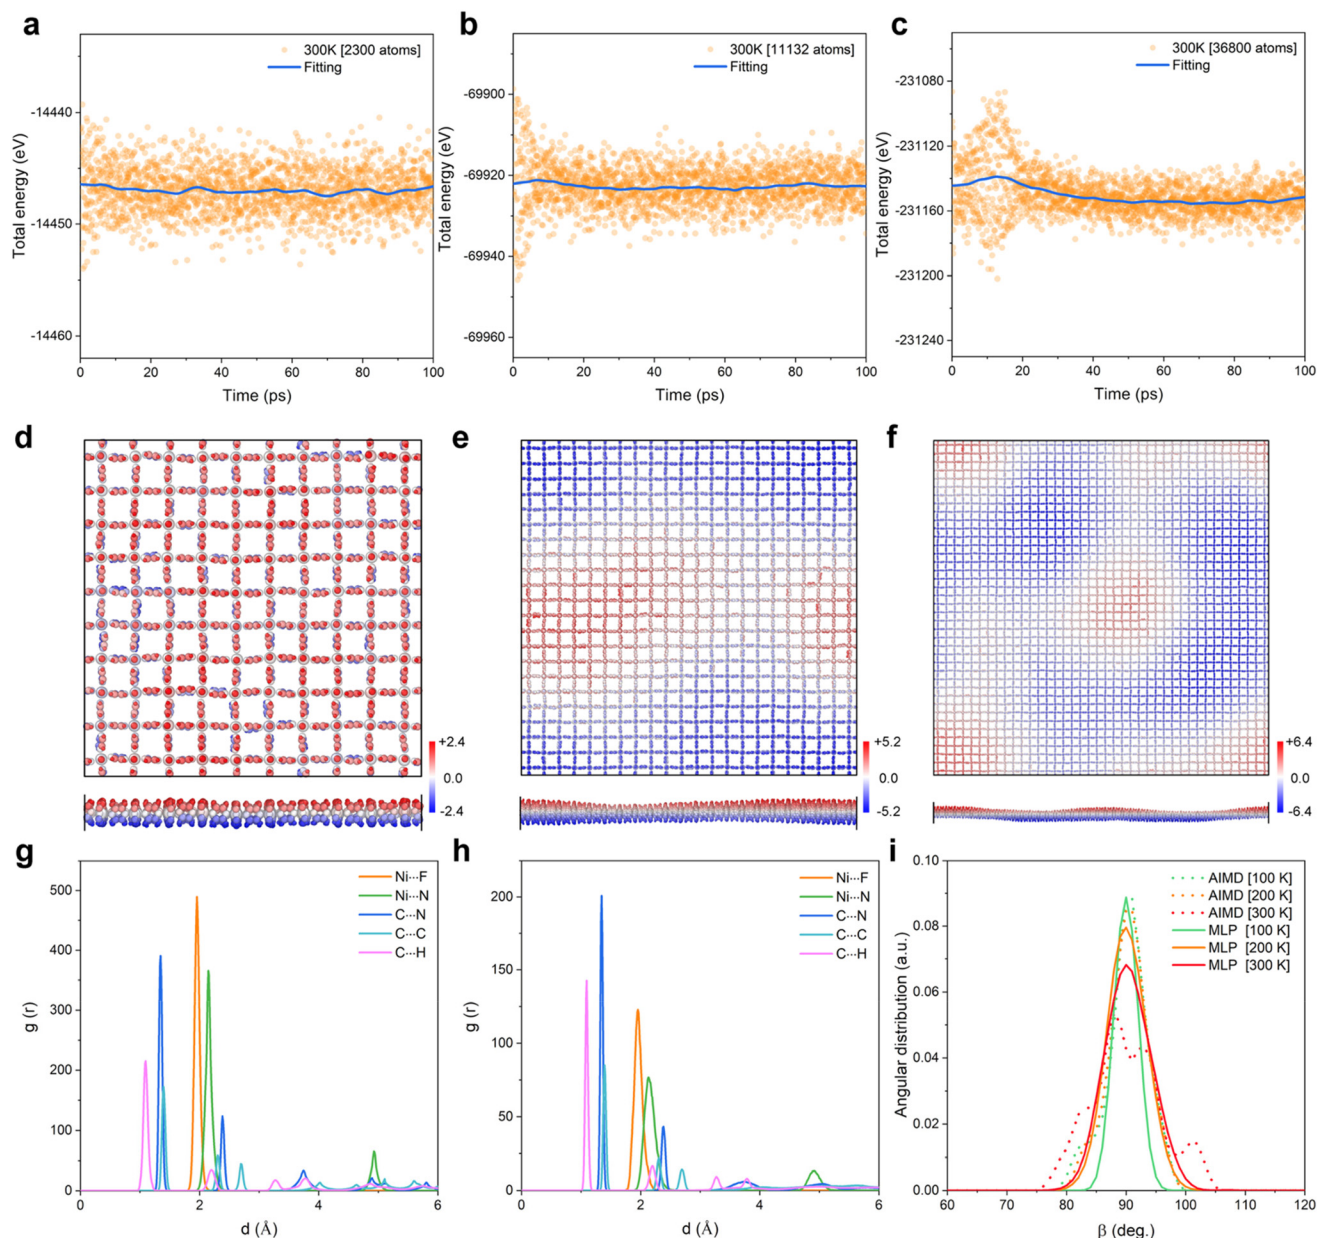 a
300K [2300 atoms]
Fitting
Total energy (eV)
-14440
-14450
-14460
0 20 40 60 80 100
Time (ps)
b
300K [11132 atoms]
Fitting
Total energy (eV)
-69900
-69920
-69940
-69960
0 20 40 60 80 100
Time (ps)
c
300K [36800 atoms]
Fitting
Total energy (eV)
-231080
-231120
-231160
-231200
-231240
0 20 40 60 80 100
Time (ps)
d
+2.4
0.0
-2.4
e
+5.2
0.0
-5.2
f
+6.4
0.0
-6.4
g
Ni···F
Ni···N
C···N
C···C
C···H
g (r)
500
400
300
200
100
0
0 2 4 6
d (Å)
h
Ni···F
Ni···N
C···N
C···C
C···H
g (r)
200
150
100
50
0
0 2 4 6
d (Å)
i
AIMD [100 K]
AIMD [200 K]
AIMD [300 K]
MLP [100 K]
MLP [200 K]
MLP [300 K]
Angular distribution (a.u.)
0.10
0.08
0.06
0.04
0.02
0.00
60 70 80 90 100 110 120
β (deg.)